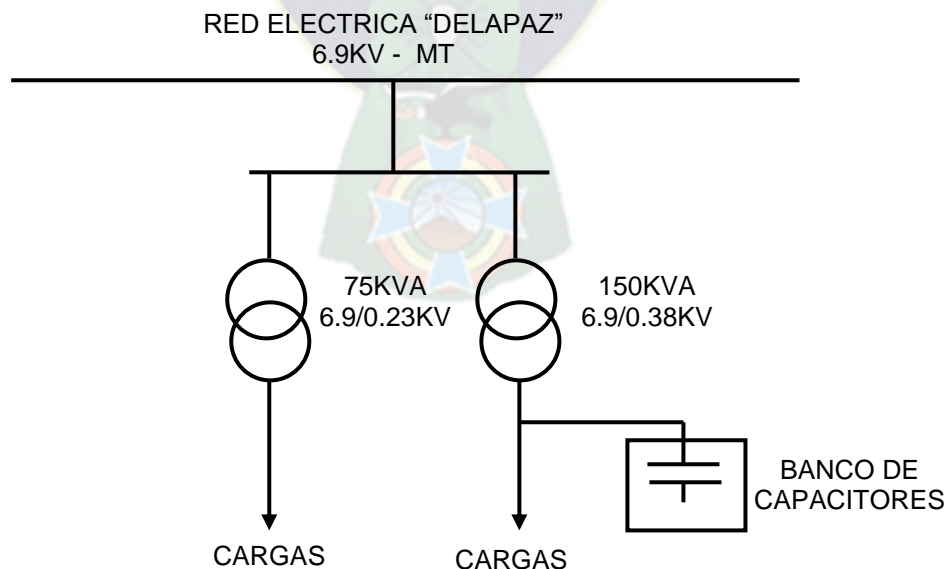 RED ELECTRICA “DELAPAZ”
6.9KV - MT
75KVA
6.9/0.23KV
150KVA
6.9/0.38KV
BANCO DE
CAPACITORES
CARGAS
CARGAS